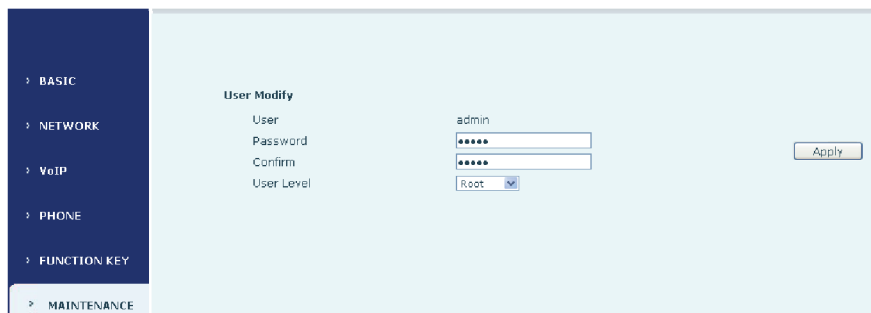 BASIC
NETWORK
VoIP
PHONE
FUNCTION KEY
MAINTENANCE
User Modify
User admin
Password •••••
Confirm •••••
User Level Root
Apply